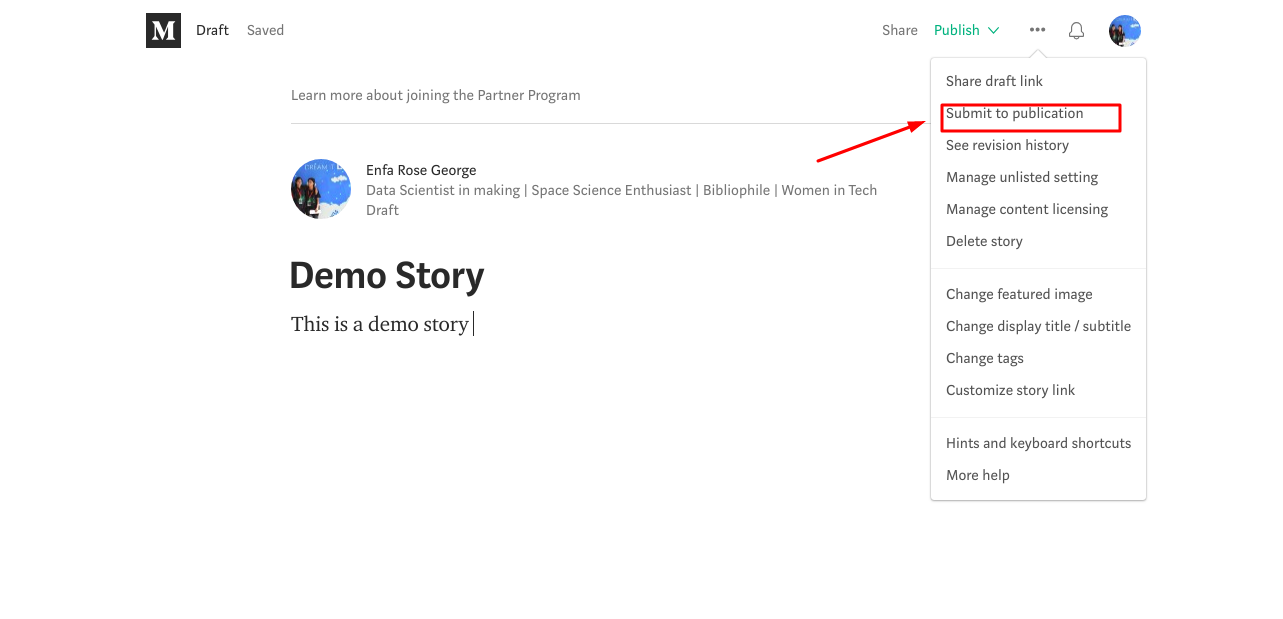 M Draft Saved Share Publish
Learn more about joining the Partner Program
Enfa Rose George
Data Scientist in making | Space Science Enthusiast | Bibliophile | Women in Tech
Draft
Demo Story
This is a demo story
Share draft link
Submit to publication
See revision history
Manage unlisted setting
Manage content licensing
Delete story
Change featured image
Change display title / subtitle
Change tags
Customize story link
Hints and keyboard shortcuts
More help